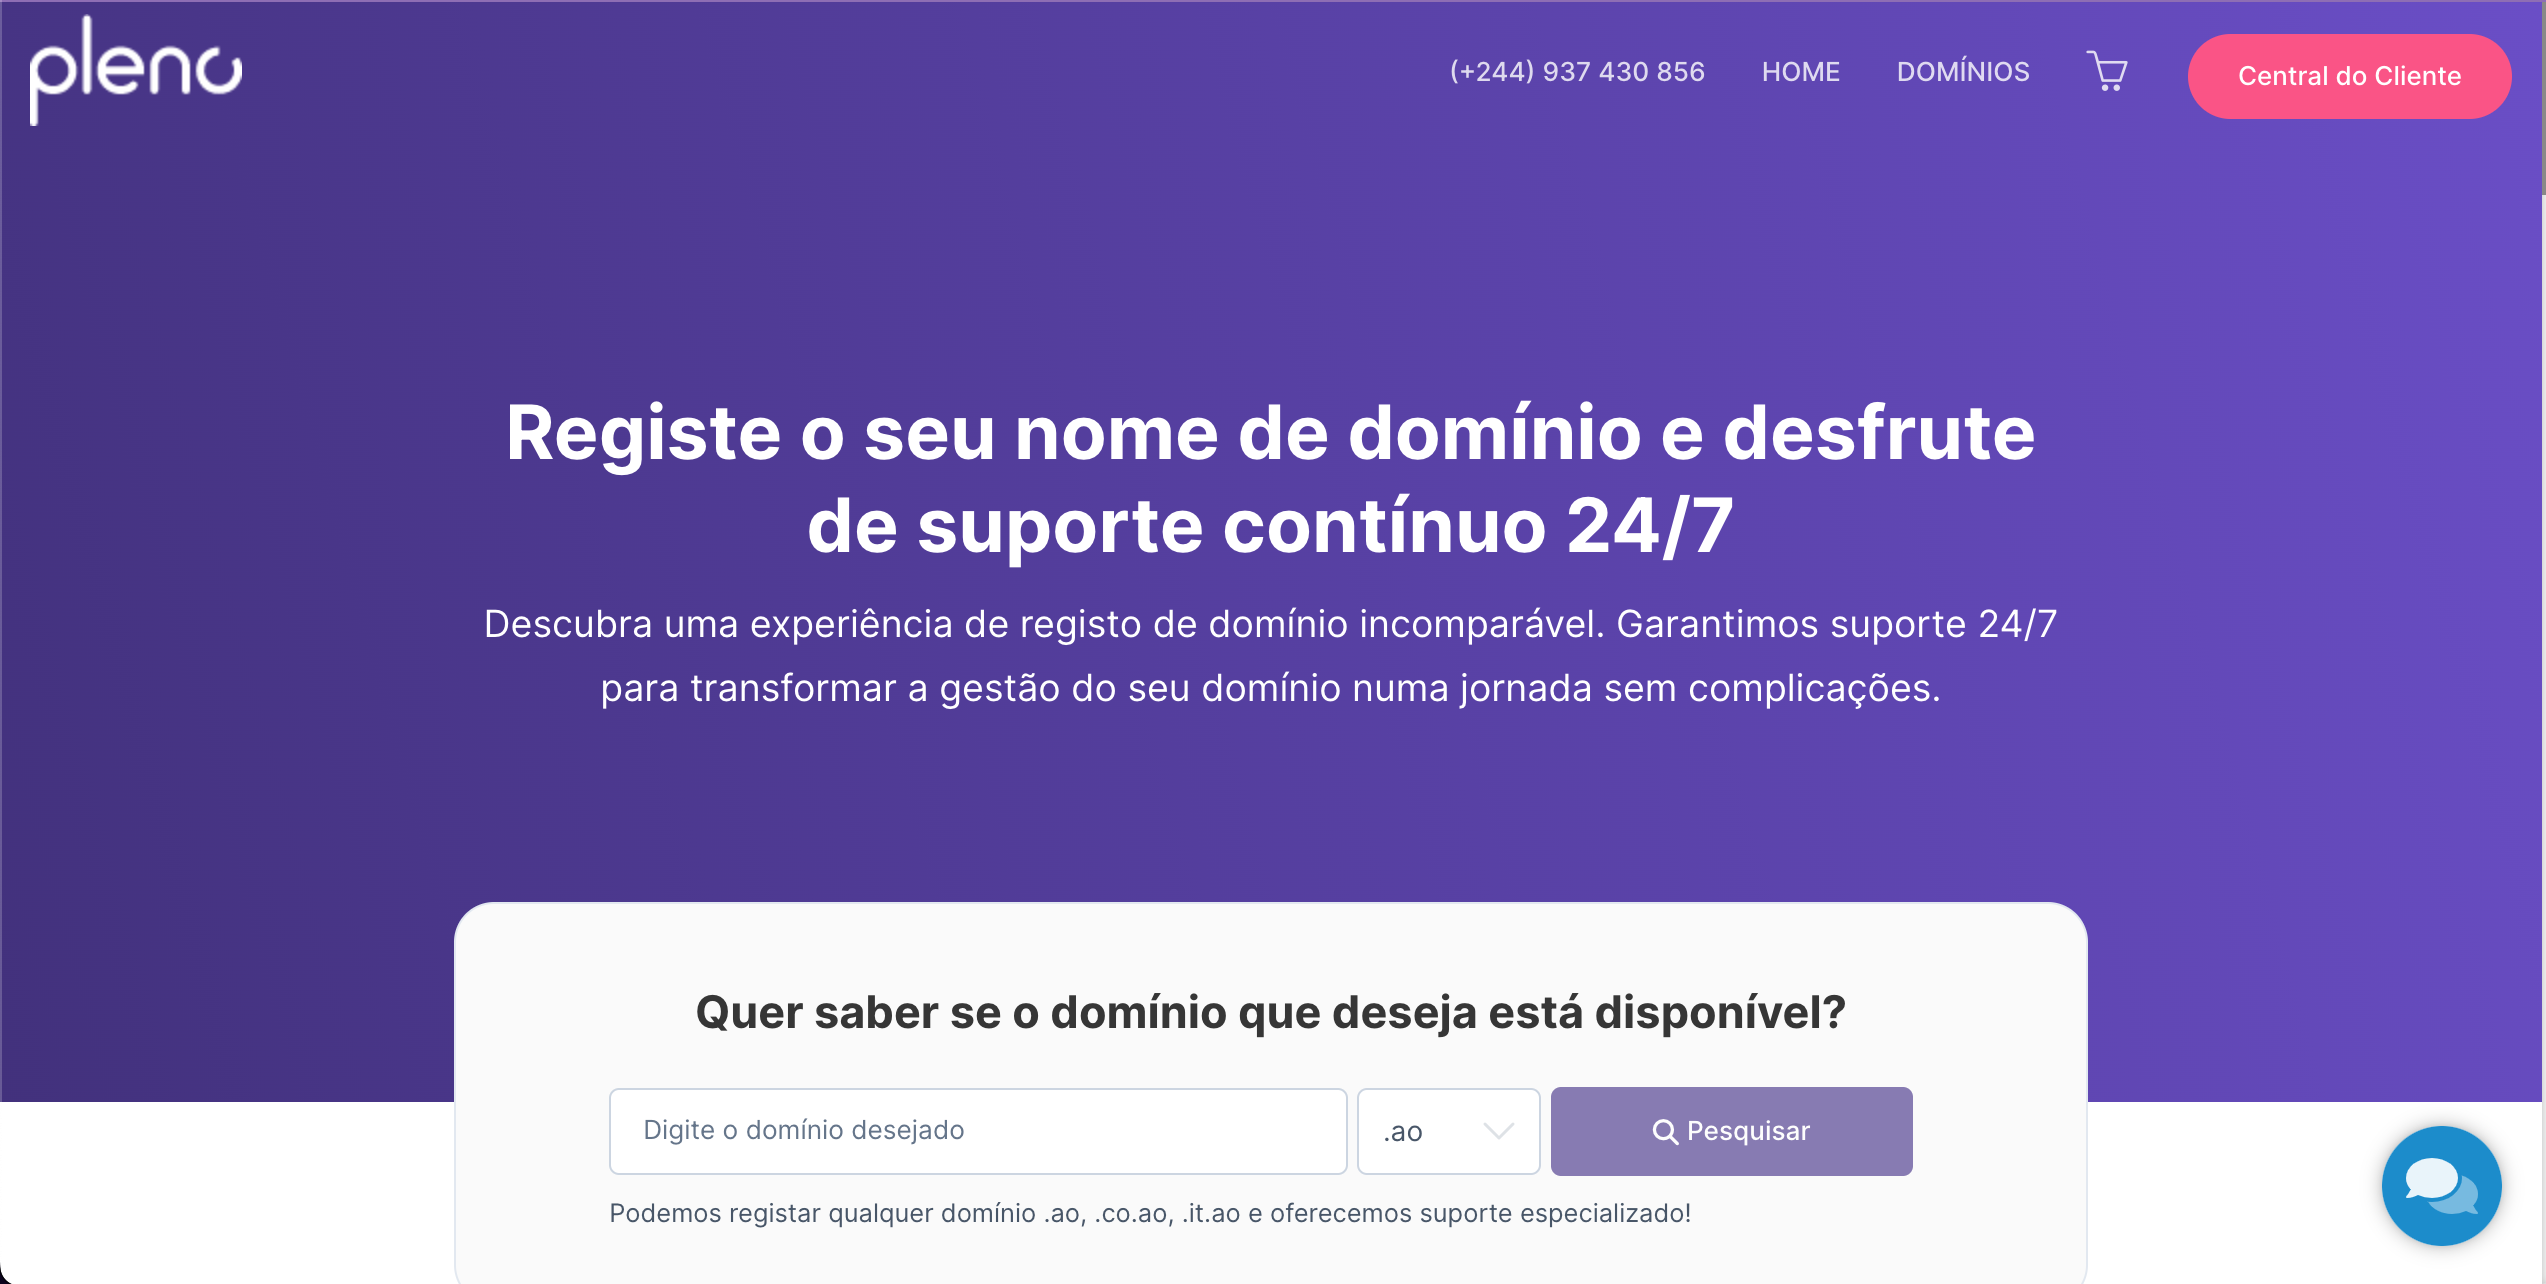 pleno
(+244) 937 430 856 HOME DOMÍNIOS Central do Cliente
Registe o seu nome de domínio e desfrute
de suporte contínuo 24/7
Descubra uma experiência de registo de domínio incomparável. Garantimos suporte 24/7
para transformar a gestão do seu domínio numa jornada sem complicações.
Quer saber se o domínio que deseja está disponível?
Digite o domínio desejado .ao Pesquisar
Podemos registar qualquer domínio .ao, .co.ao, .it.ao e oferecemos suporte especializado!